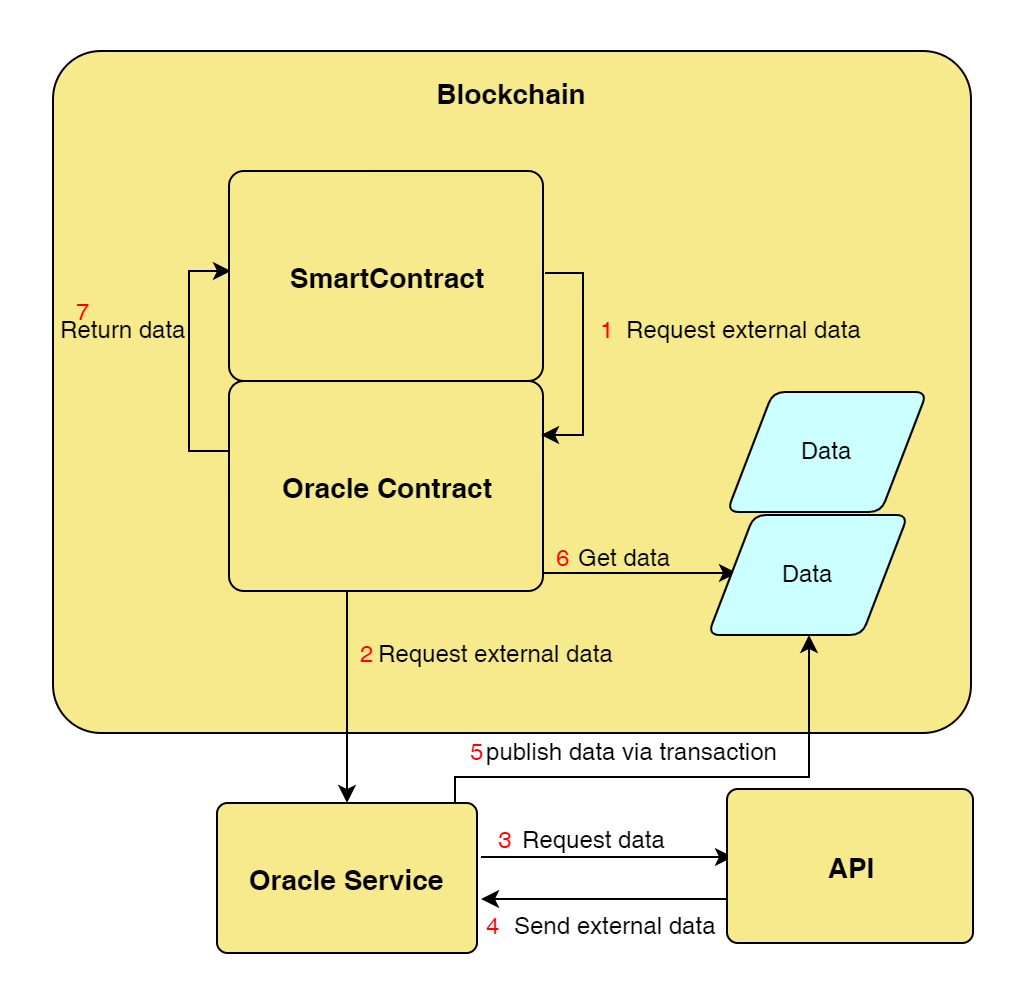 Blockchain
SmartContract
7
Return data
1 Request external data
Data
Oracle Contract
6 Get data
Data
2 Request external data
5 publish data via transaction
3 Request data
API
Oracle Service
4 Send external data